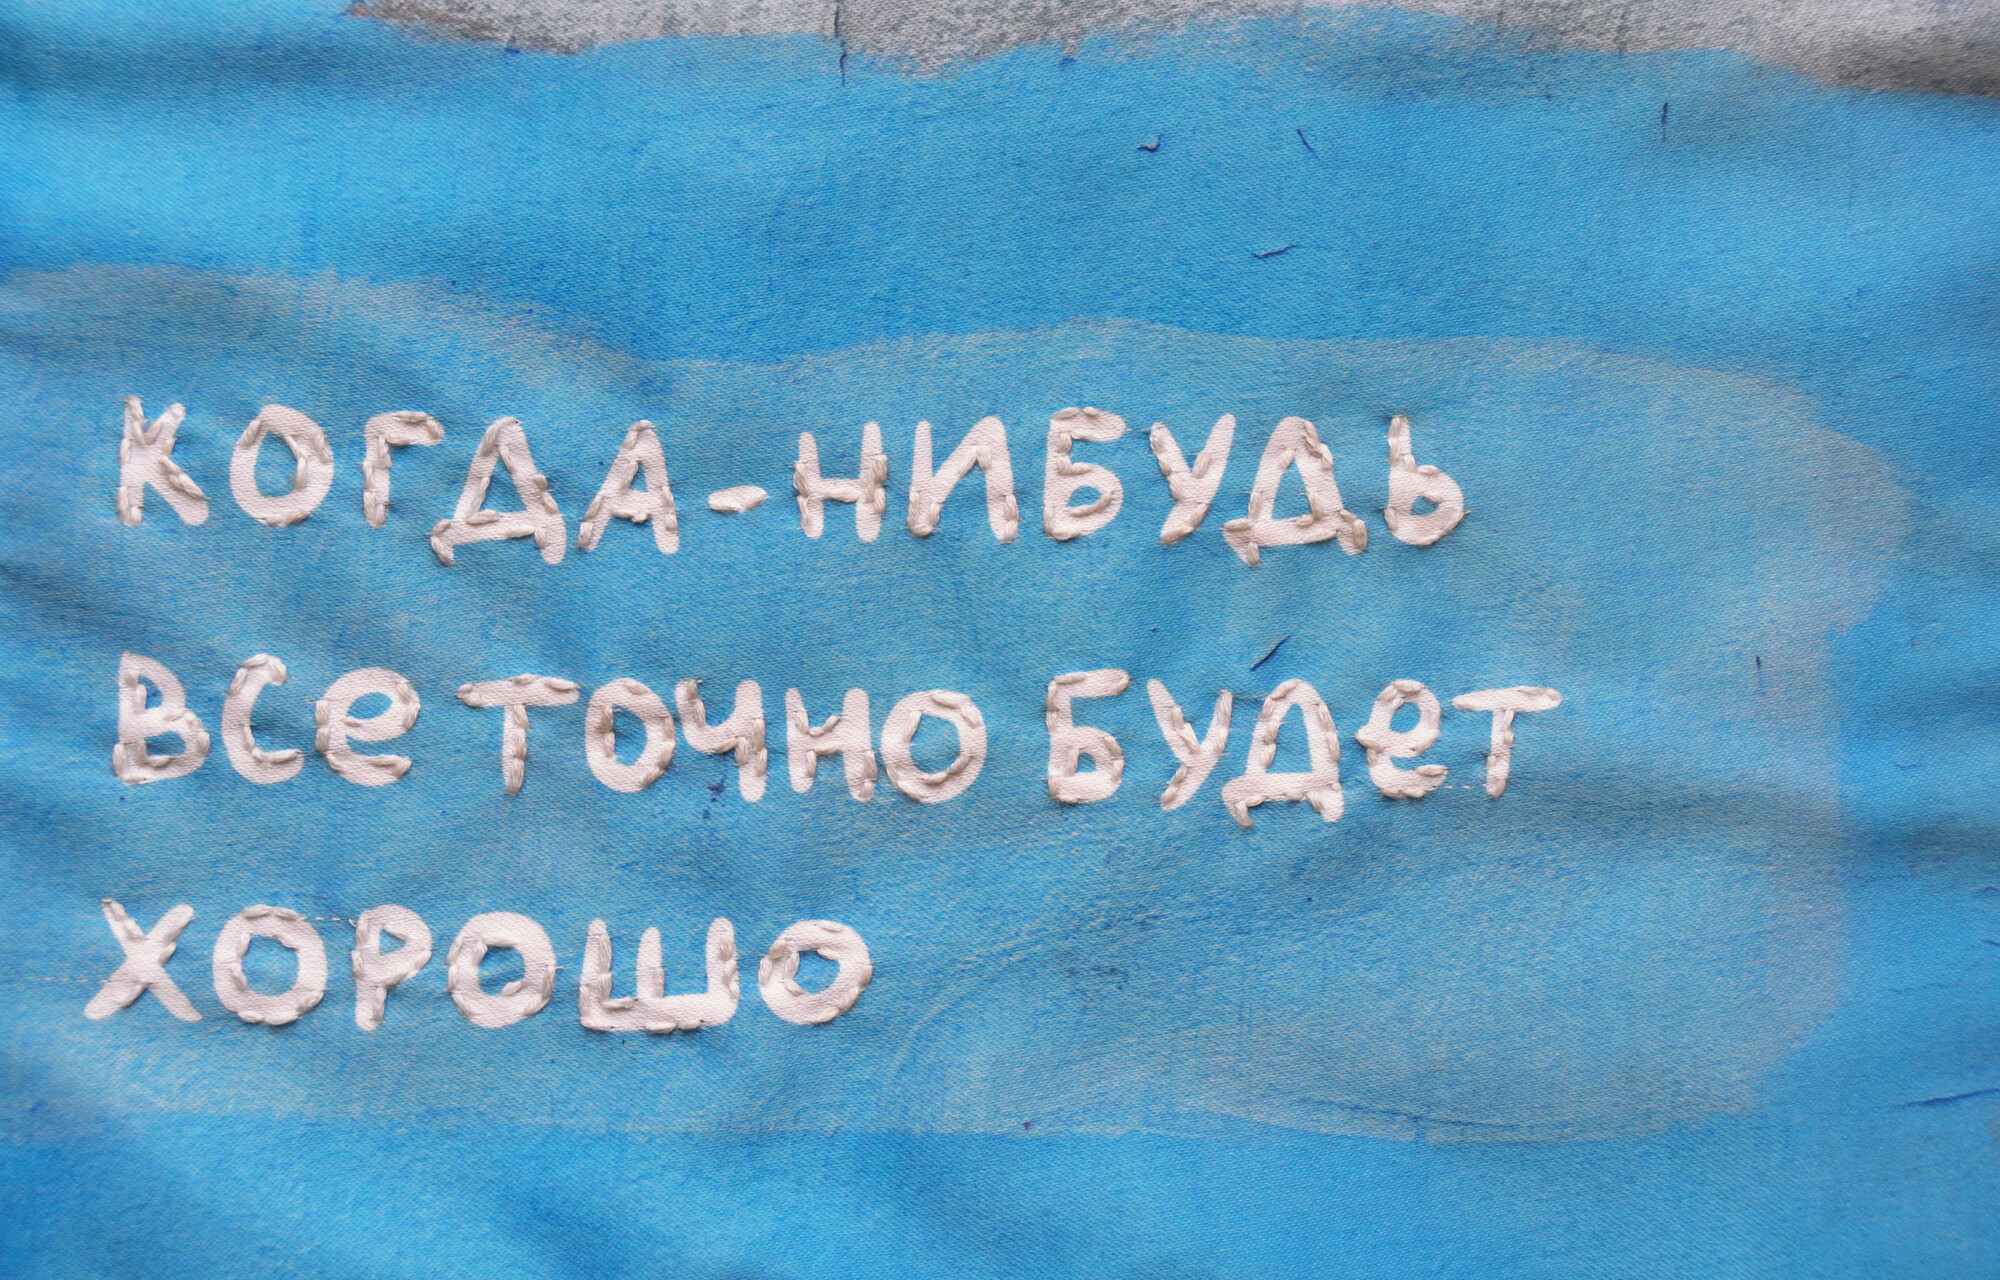 когда-нибудь
все точно будет
хорошо